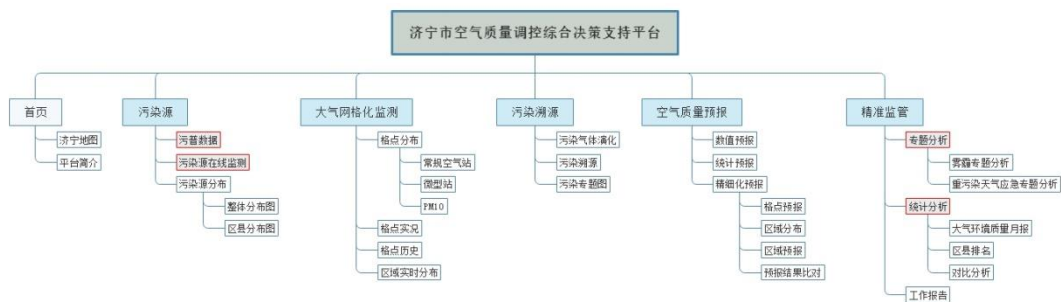 济宁市空气质量调控综合决策支持平台
首页
济宁地图
平台简介
污染源
污普数据
污染源在线监测
污染源分布
整体分布图
区县分布图
大气网格化监测
格点分布
常规空气站
微型站
PM10
格点实况
格点历史
区域实时分布
污染溯源
污染气体演化
污染溯源
污染专题图
空气质量预报
数值预报
统计预报
精细化预报
格点预报
区域分布
区域预报
预报结果比对
精准监管
专题分析
雾霾专题分析
重污染天气应急专题分析
统计分析
大气环境质量月报
区县排名
对比分析
工作报告